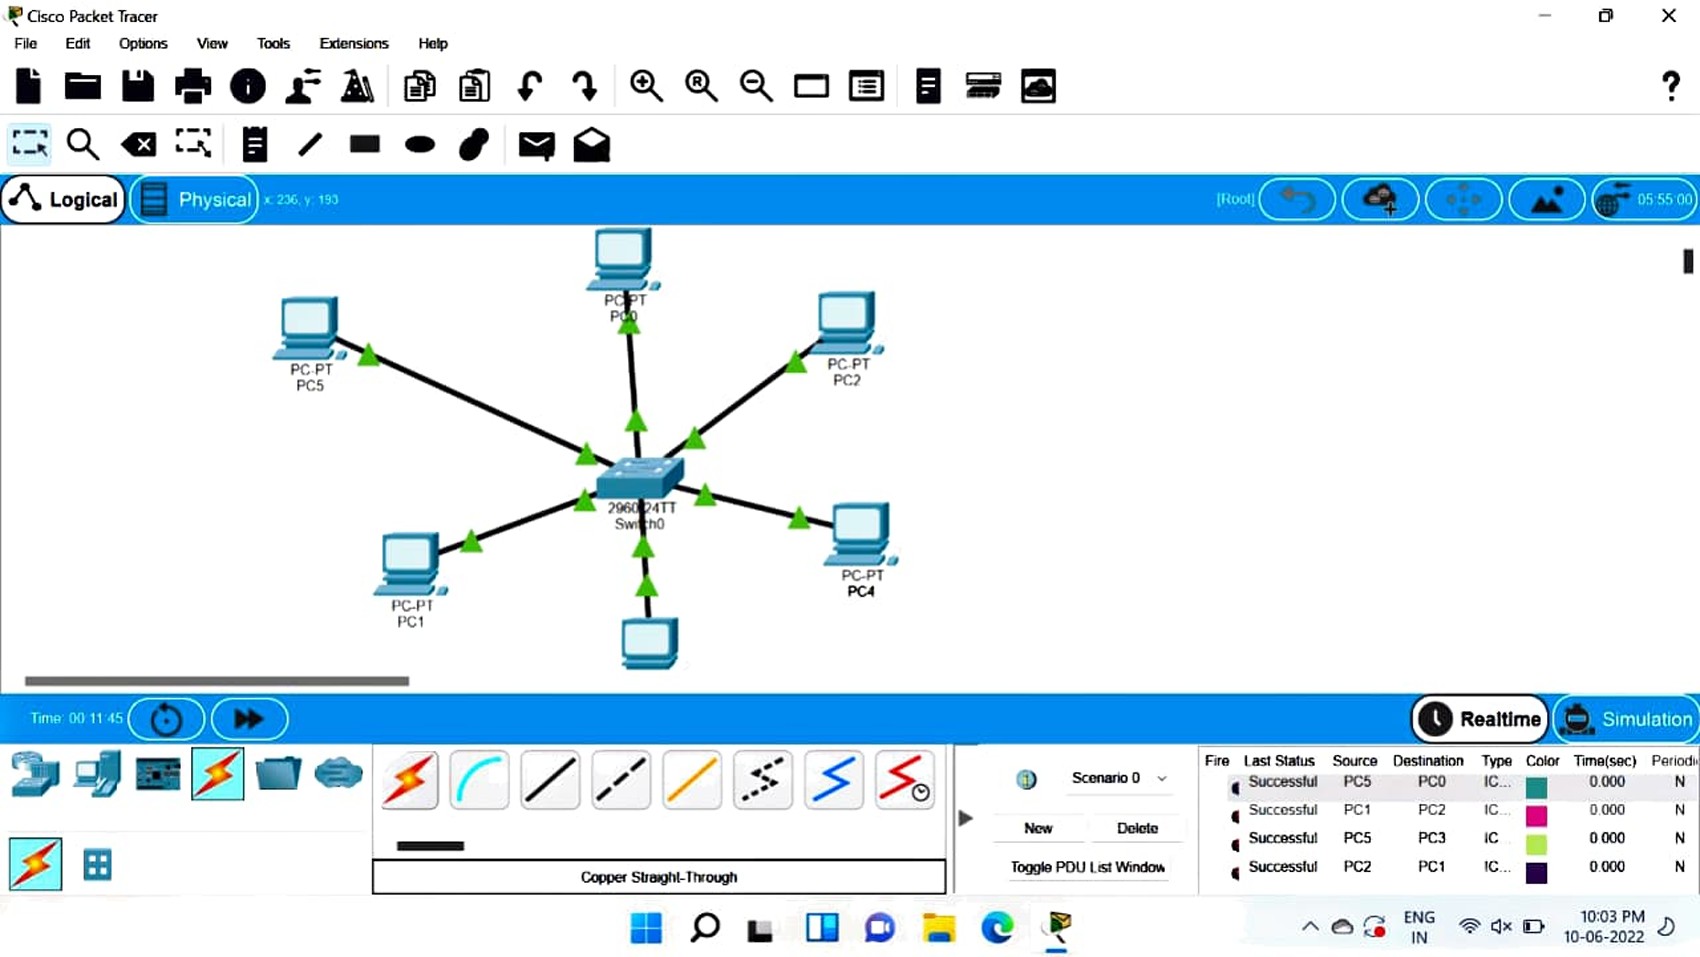 Cisco Packet Tracer
File Edit Options View Tools Extensions Help
Logical Physical x: 236, y: 193 [Root] 05:55:00
PC-PT
PC0
PC-PT
PC5
PC-PT
PC2
2960-24TT
Switch0
PC-PT
PC4
PC-PT
PC1
Time: 00:11:45 Realtime Simulation
Scenario 0
New Delete
Toggle PDU List Window
Copper Straight-Through
Fire Last Status Source Destination Type Color Time(sec) Periodi
Successful PC5 PC0 IC... 0.000 N
Successful PC1 PC2 IC... 0.000 N
Successful PC5 PC3 IC 0.000 N
Successful PC2 PC1 IC... 0.000 N
ENG
IN
10:03 PM
10-06-2022